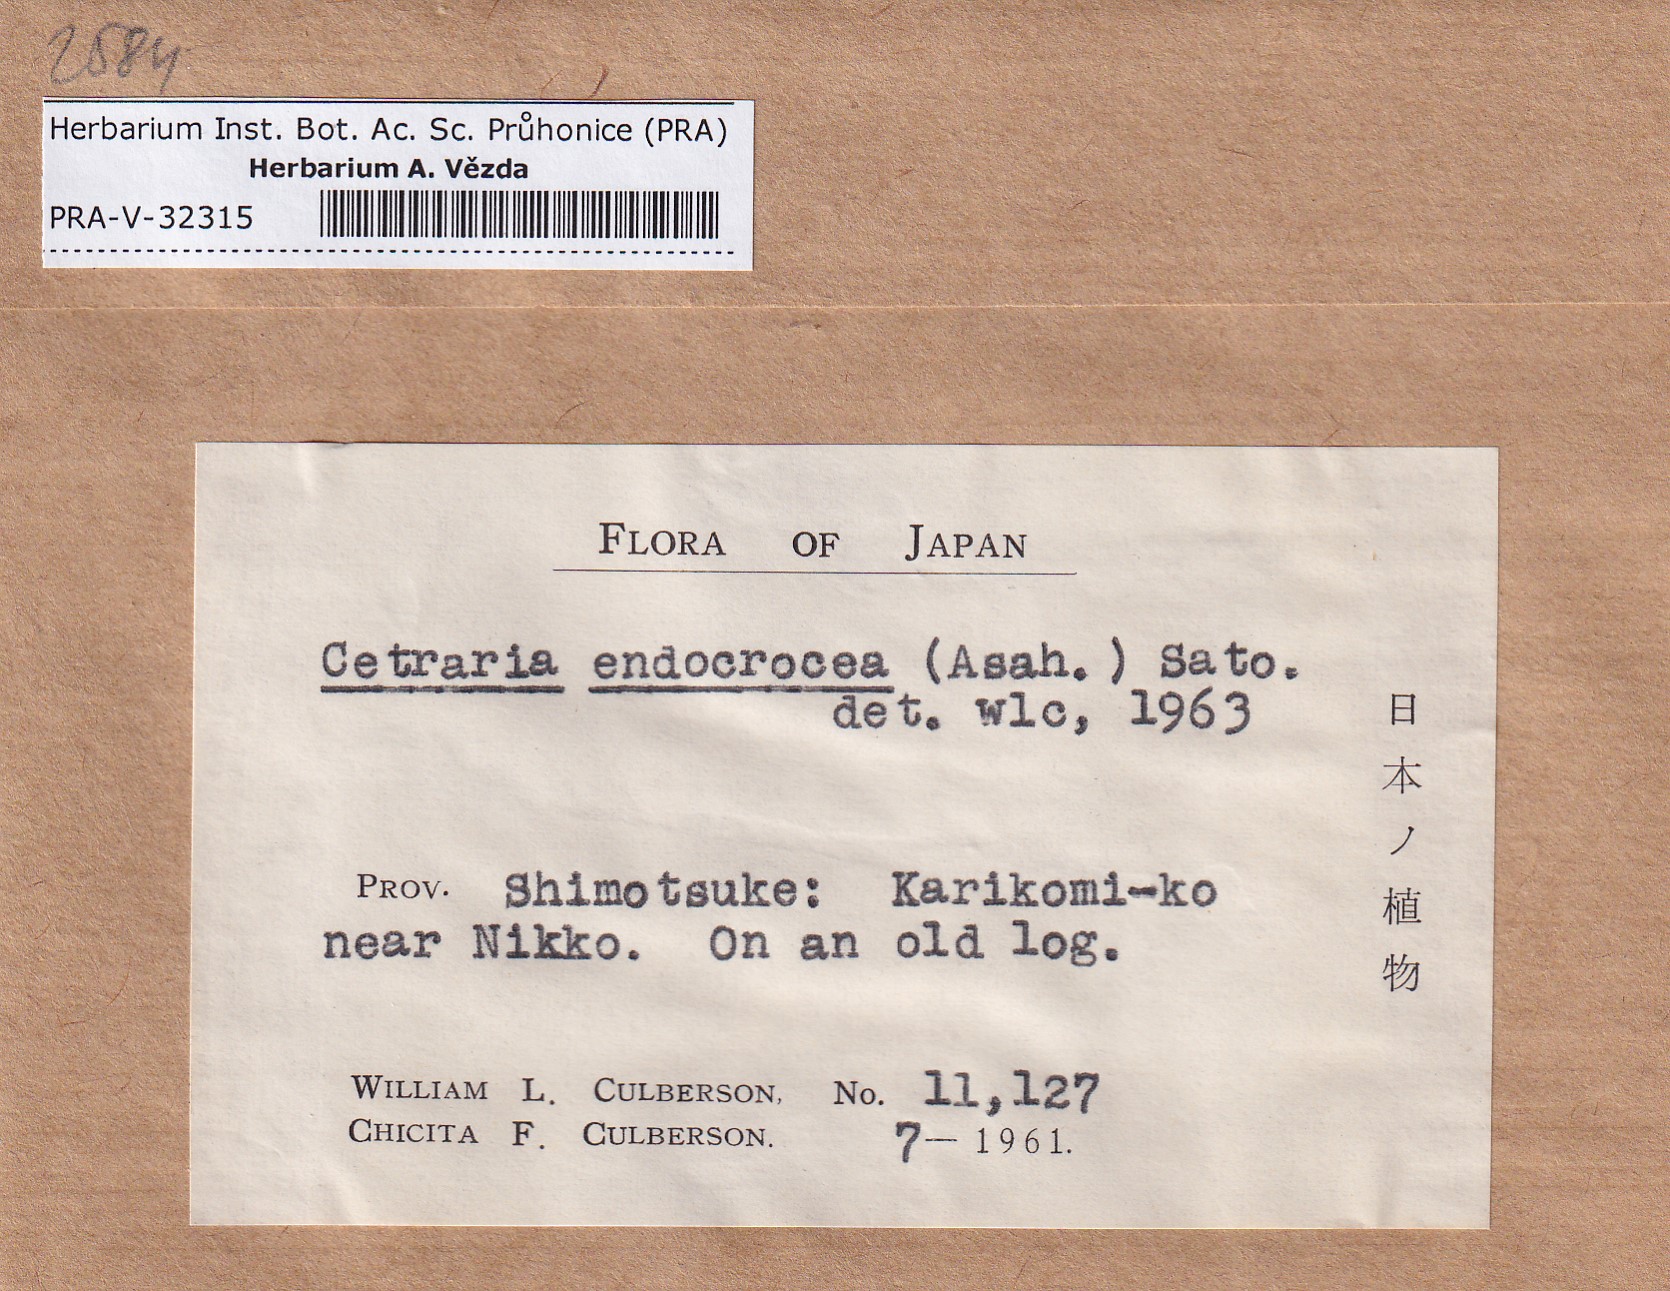 2584
Herbarium Inst. Bot. Ac. Sc. Průhonice (PRA)
Herbarium A. Vězda
PRA-V-32315
FLORA OF JAPAN
Cetraria endocrocea (Asah.) Sato.
det. wlc, 1963
日本ノ植物
PROV. Shimotsuke: Karikomi-ko
near Nikko. On an old log.
WILLIAM L. CULBERSON, No. 11,127
CHICITA F. CULBERSON. 7— 1961.